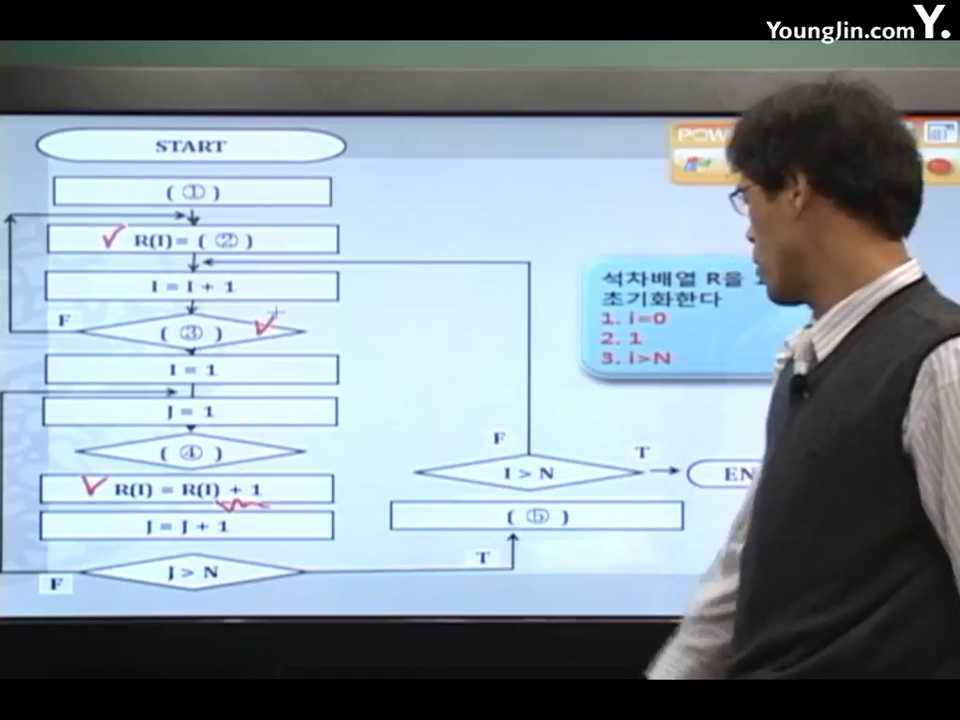 YoungJin.com Y.
START
( ① )
R(I) = ( ② )
I = I + 1
F
( ③ )
I = 1
J = 1
( ④ )
R(I) = R(I) + 1
J = J + 1
J > N
F
T
( ⑤ )
F
I > N
T
석차배열 R을
초기화한다
1. i=0
2. 1
3. i>N